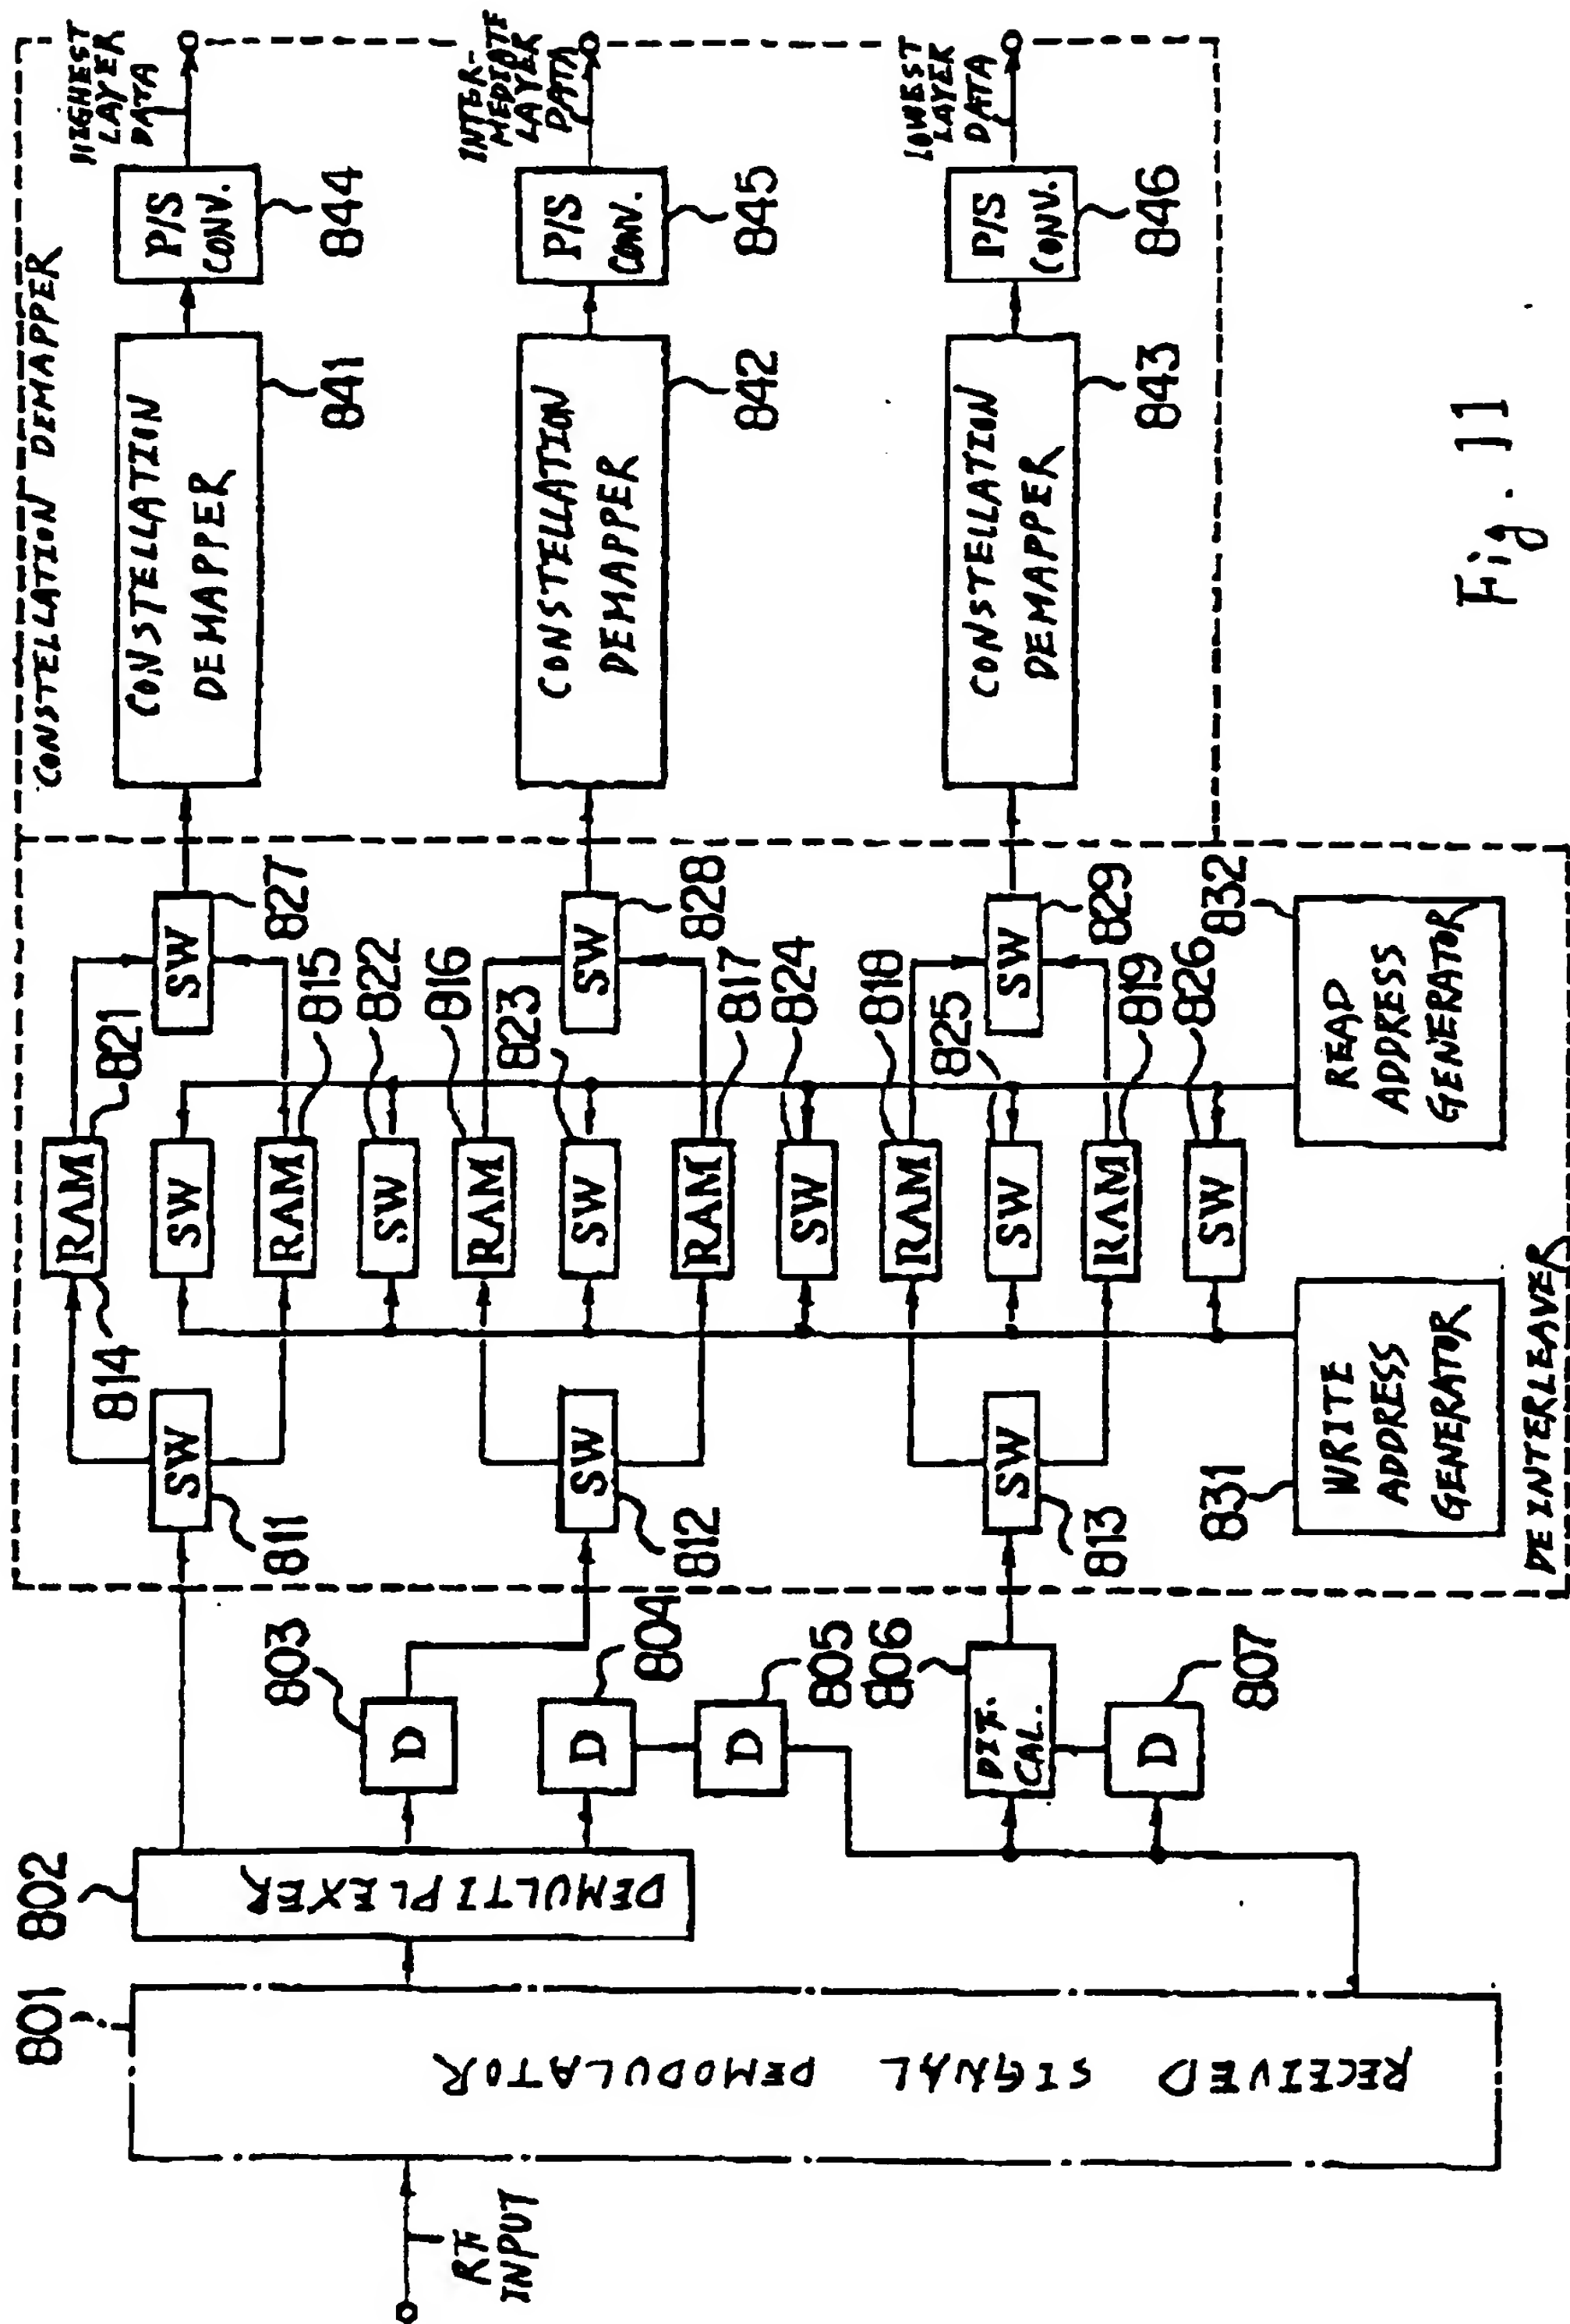 CONSTELLATION DEMAPPER
HIGHEST
LAYER
DATA
INTER-
MEDIATE
LAYER
DATA
LOWEST
LAYER
DATA
P/S
CONV.
844
P/S
CONV.
845
P/S
CONV.
846
CONSTELLATION
DEMAPPER
841
CONSTELLATION
DEMAPPER
842
CONSTELLATION
DEMAPPER
843
SW
827
SW
828
SW
829
RAM
814
821
SW
RAM
815
SW
822
RAM
816
SW
823
RAM
817
SW
824
RAM
818
SW
825
RAM
819
SW
826
READ
ADDRESS
GENERATOR
832
WRITE
ADDRESS
GENERATOR
831
SW
811
SW
812
SW
813
DEINTERLEAVER
D
803
D
804
D
805
DIF.
CAL.
806
D
807
DEMULTIPLEXER
802
RECEIVED SIGNAL DEMODULATOR
801
RF
INPUT
Fig. 11